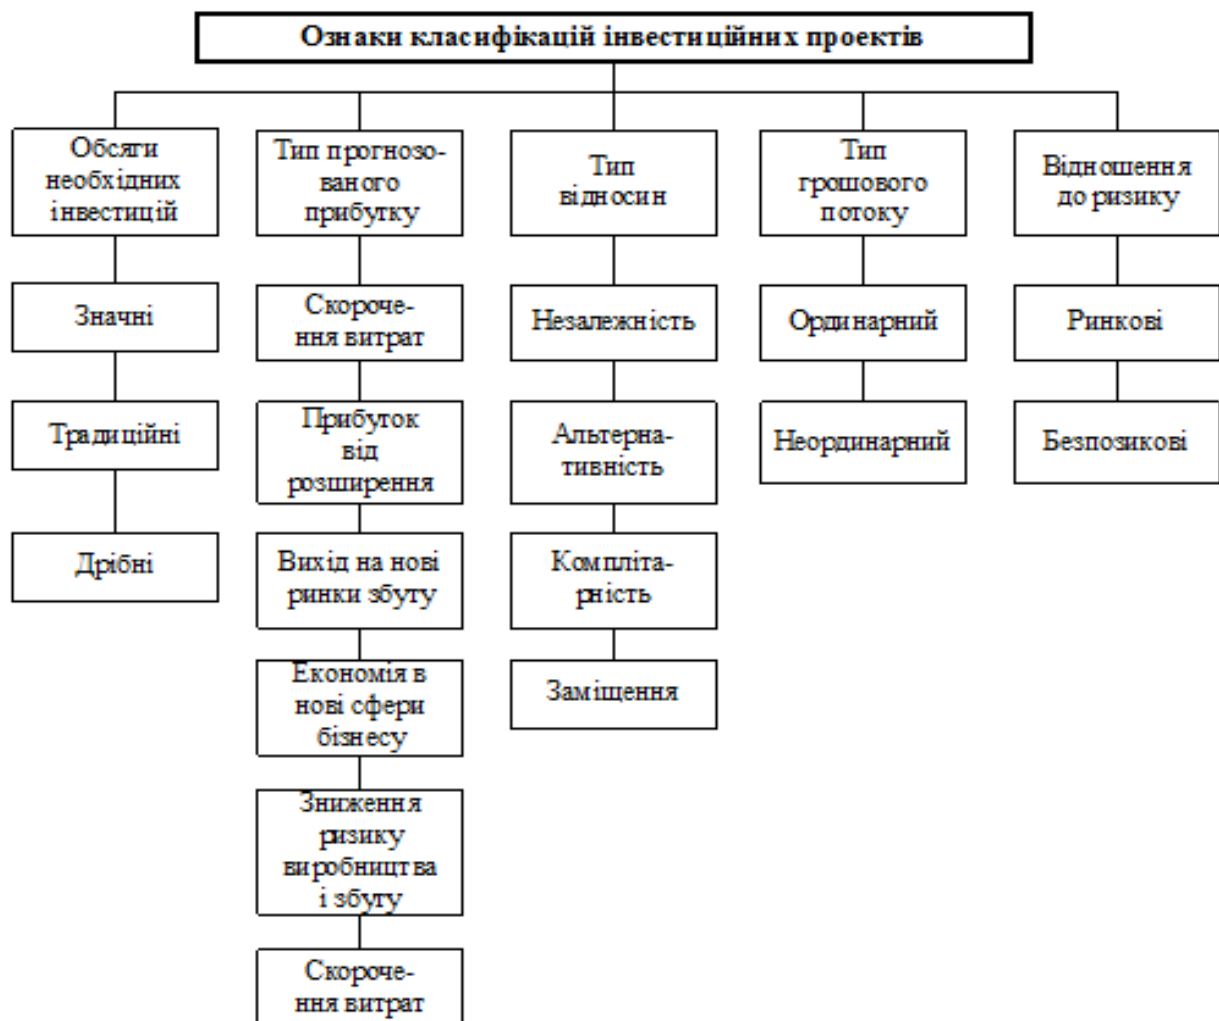 Ознаки класифікацій інвестиційних проектів
Обсяги
необхідних
інвестицій
Значні
Традиційні
Дрібні
Тип прогнозо-
ваного
прибутку
Скороче-
ння витрат
Прибуток
від
розширення
Вихід на нові
ринки збуту
Економія в
нові сфери
бізнесу
Зниження
ризику
виробництва
і збуту
Скороче-
ння витрат
Тип
відносин
Незалежність
Альтерна-
тивність
Компліта-
рність
Заміщення
Тип
грошового
потоку
Ординарний
Неординарний
Відношення
до ризику
Ринкові
Безпозикові